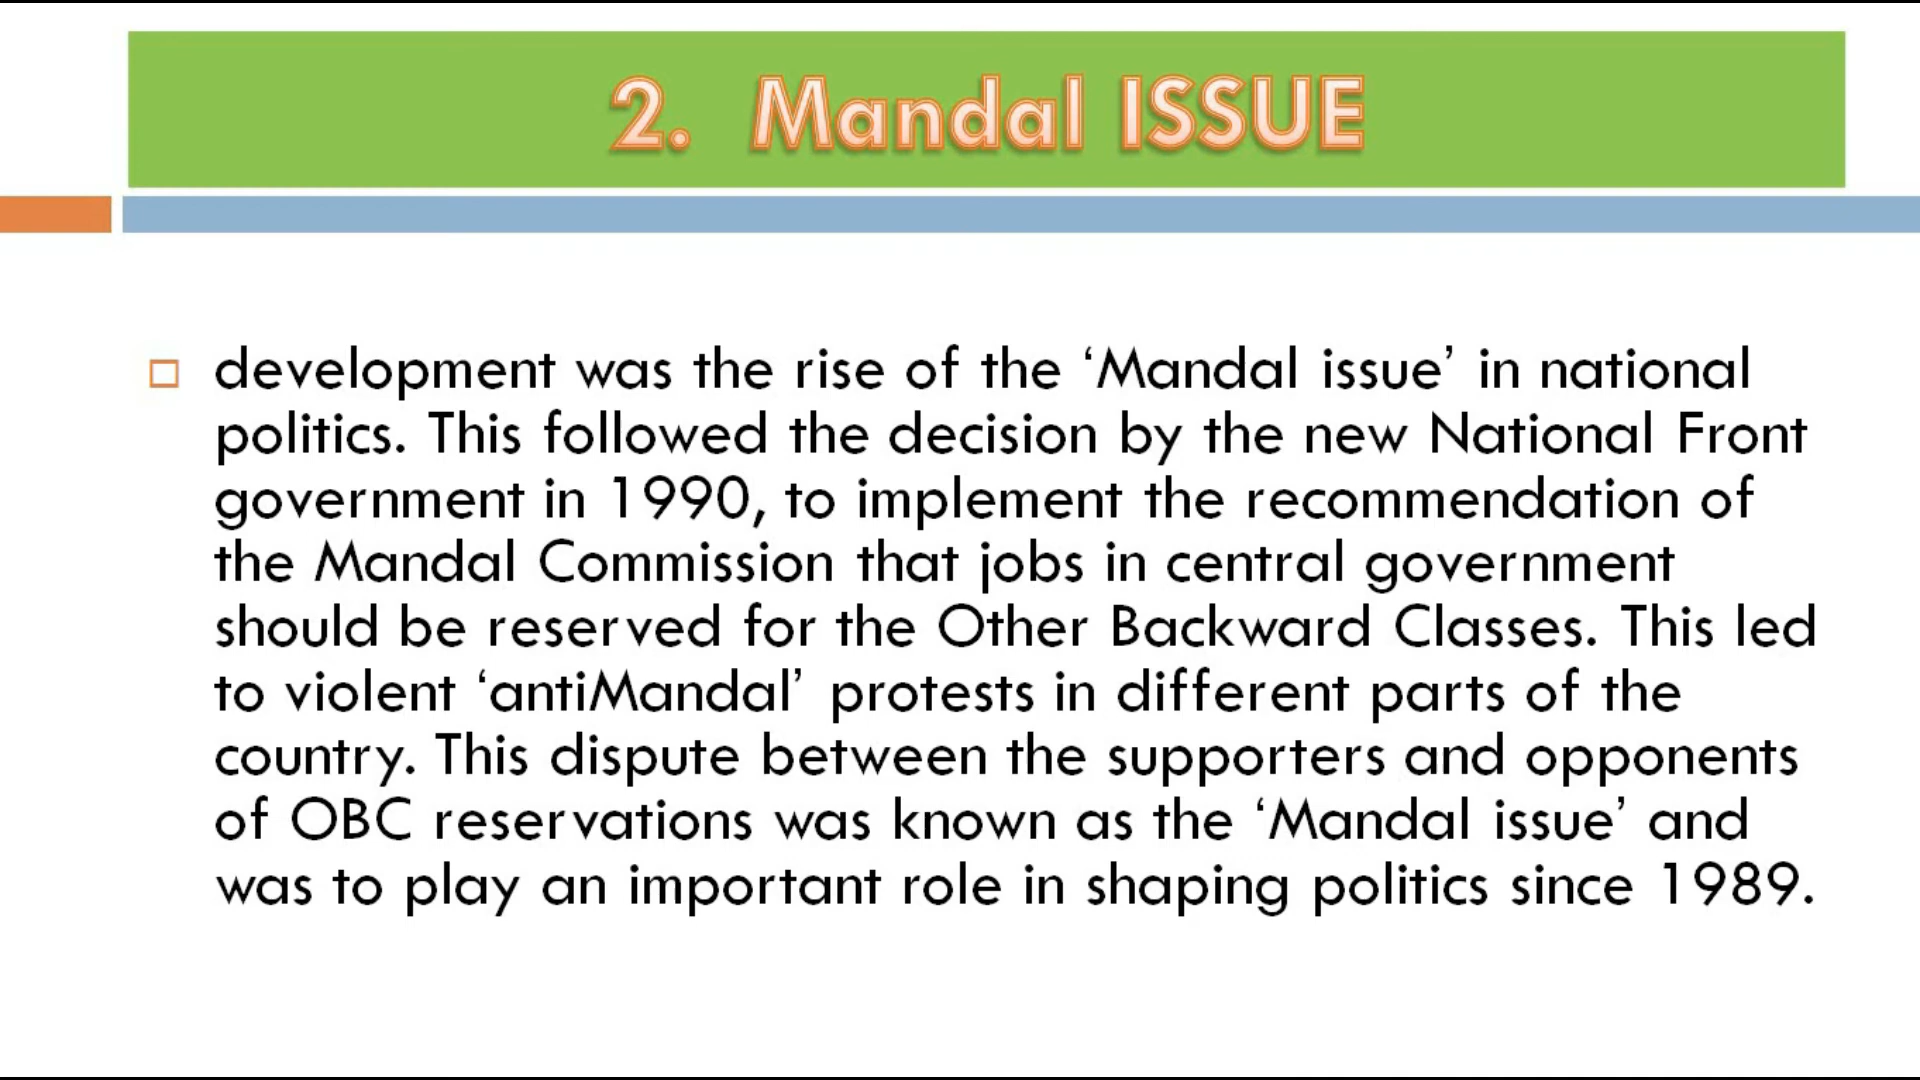 2. Mandal ISSUE
development was the rise of the ‘Mandal issue’ in national
politics. This followed the decision by the new National Front
government in 1990, to implement the recommendation of
the Mandal Commission that jobs in central government
should be reserved for the Other Backward Classes. This led
to violent ‘antiMandal’ protests in different parts of the
country. This dispute between the supporters and opponents
of OBC reservations was known as the ‘Mandal issue’ and
was to play an important role in shaping politics since 1989.